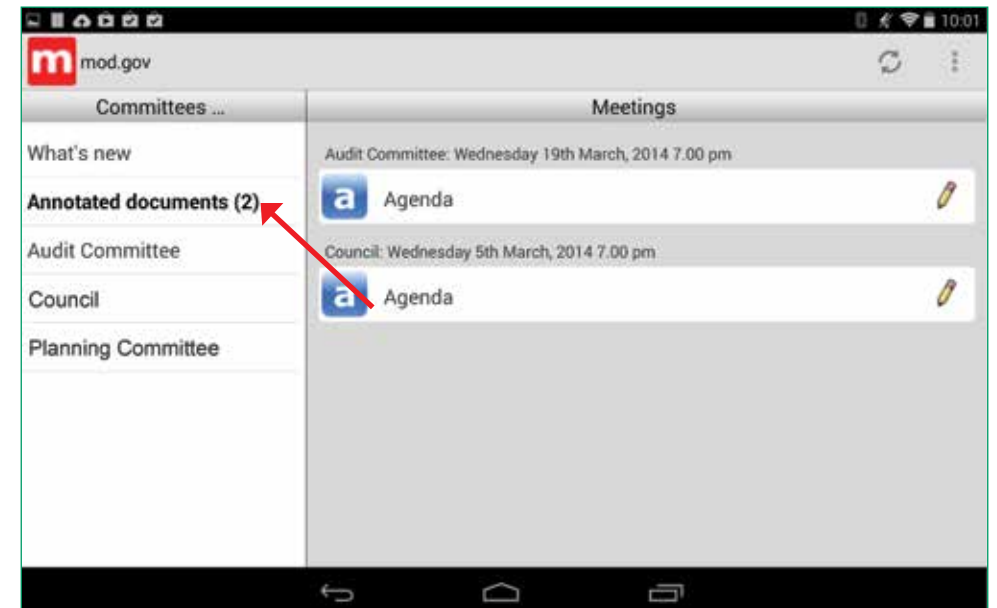 10:01
m mod.gov
Committees ...
Meetings
What's new
Annotated documents (2)
Audit Committee
Council
Planning Committee
Audit Committee: Wednesday 19th March, 2014 7.00 pm
a Agenda
Council: Wednesday 5th March, 2014 7.00 pm
a Agenda